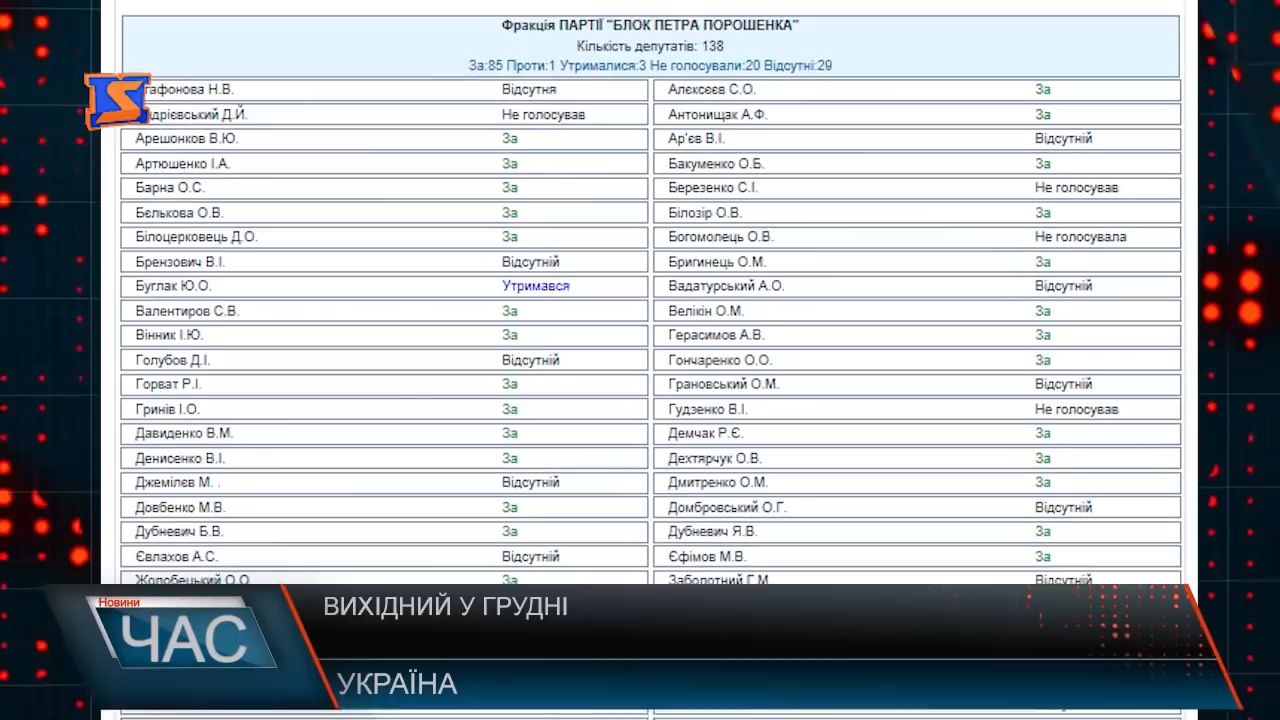 Фракція ПАРТІЇ "БЛОК ПЕТРА ПОРОШЕНКА"
Кількість депутатів: 138
За:85 Проти:1 Утрималися:3 Не голосували:20 Відсутні:29
Н.В. Відсутня Алєксєєв С.О. За
Д.Й. Не голосував Антонищак А.Ф. За
Арешонков В.Ю. За Ар'єв В.І. Відсутній
Артюшенко І.А. За Бакуменко О.Б. За
Барна О.С. За Березенко С.І. Не голосував
Бєлькова О.В. За Білозір О.В. За
Білоцерковець Д.О. За Богомолець О.В. Не голосувала
Брензович В.І. Відсутній Бригинець О.М. За
Буглак Ю.О. Утримався Вадатурський А.О. Відсутній
Валентиров С.В. За Велікін О.М. За
Вінник І.Ю. За Герасимов А.В. За
Голубов Д.І. Відсутній Гончаренко О.О. За
Горват Р.І. За Грановський О.М. Відсутній
Гринів І.О. За Гудзенко В.І. Не голосував
Давиденко В.М. За Демчак Р.Є. За
Денисенко В.І. За Дехтярчук О.В. За
Джемілєв М. . Відсутній Дмитренко О.М. За
Довбенко М.В. За Домбровський О.Г. Відсутній
Дубневич Б.В. За Дубневич Я.В. За
Євлахов А.С. Відсутній Єфімов М.В. За
Жолобецький О.О. За Заболотний Г.М. Відсутній
Новини
ЧАС
ВИХІДНИЙ У ГРУДНІ
УКРАЇНА